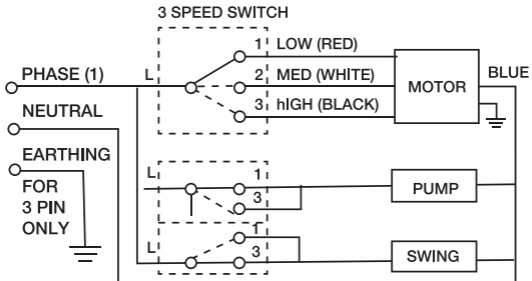 3 SPEED SWITCH
1 LOW (RED)
PHASE (1) L 2 MED (WHITE) MOTOR BLUE
3 hIGH (BLACK)
NEUTRAL
EARTHING
FOR
3 PIN
ONLY
L 1
3
PUMP
L 1
3
SWING